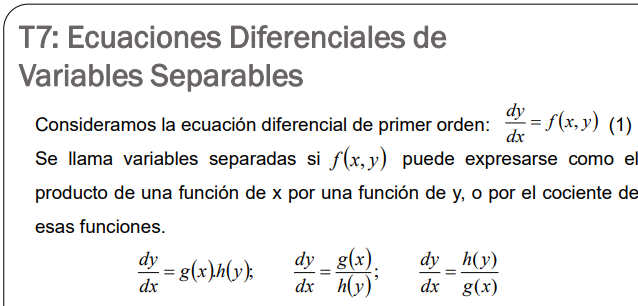 T7: Ecuaciones Diferenciales de
Variables Separables
Consideramos la ecuación diferencial de primer orden: dy/dx = f(x, y) (1)
Se llama variables separadas si f(x, y) puede expresarse como el
producto de una función de x por una función de y, o por el cociente de
esas funciones.
dy/dx = g(x).h(y); dy/dx = g(x)/h(y); dy/dx = h(y)/g(x)